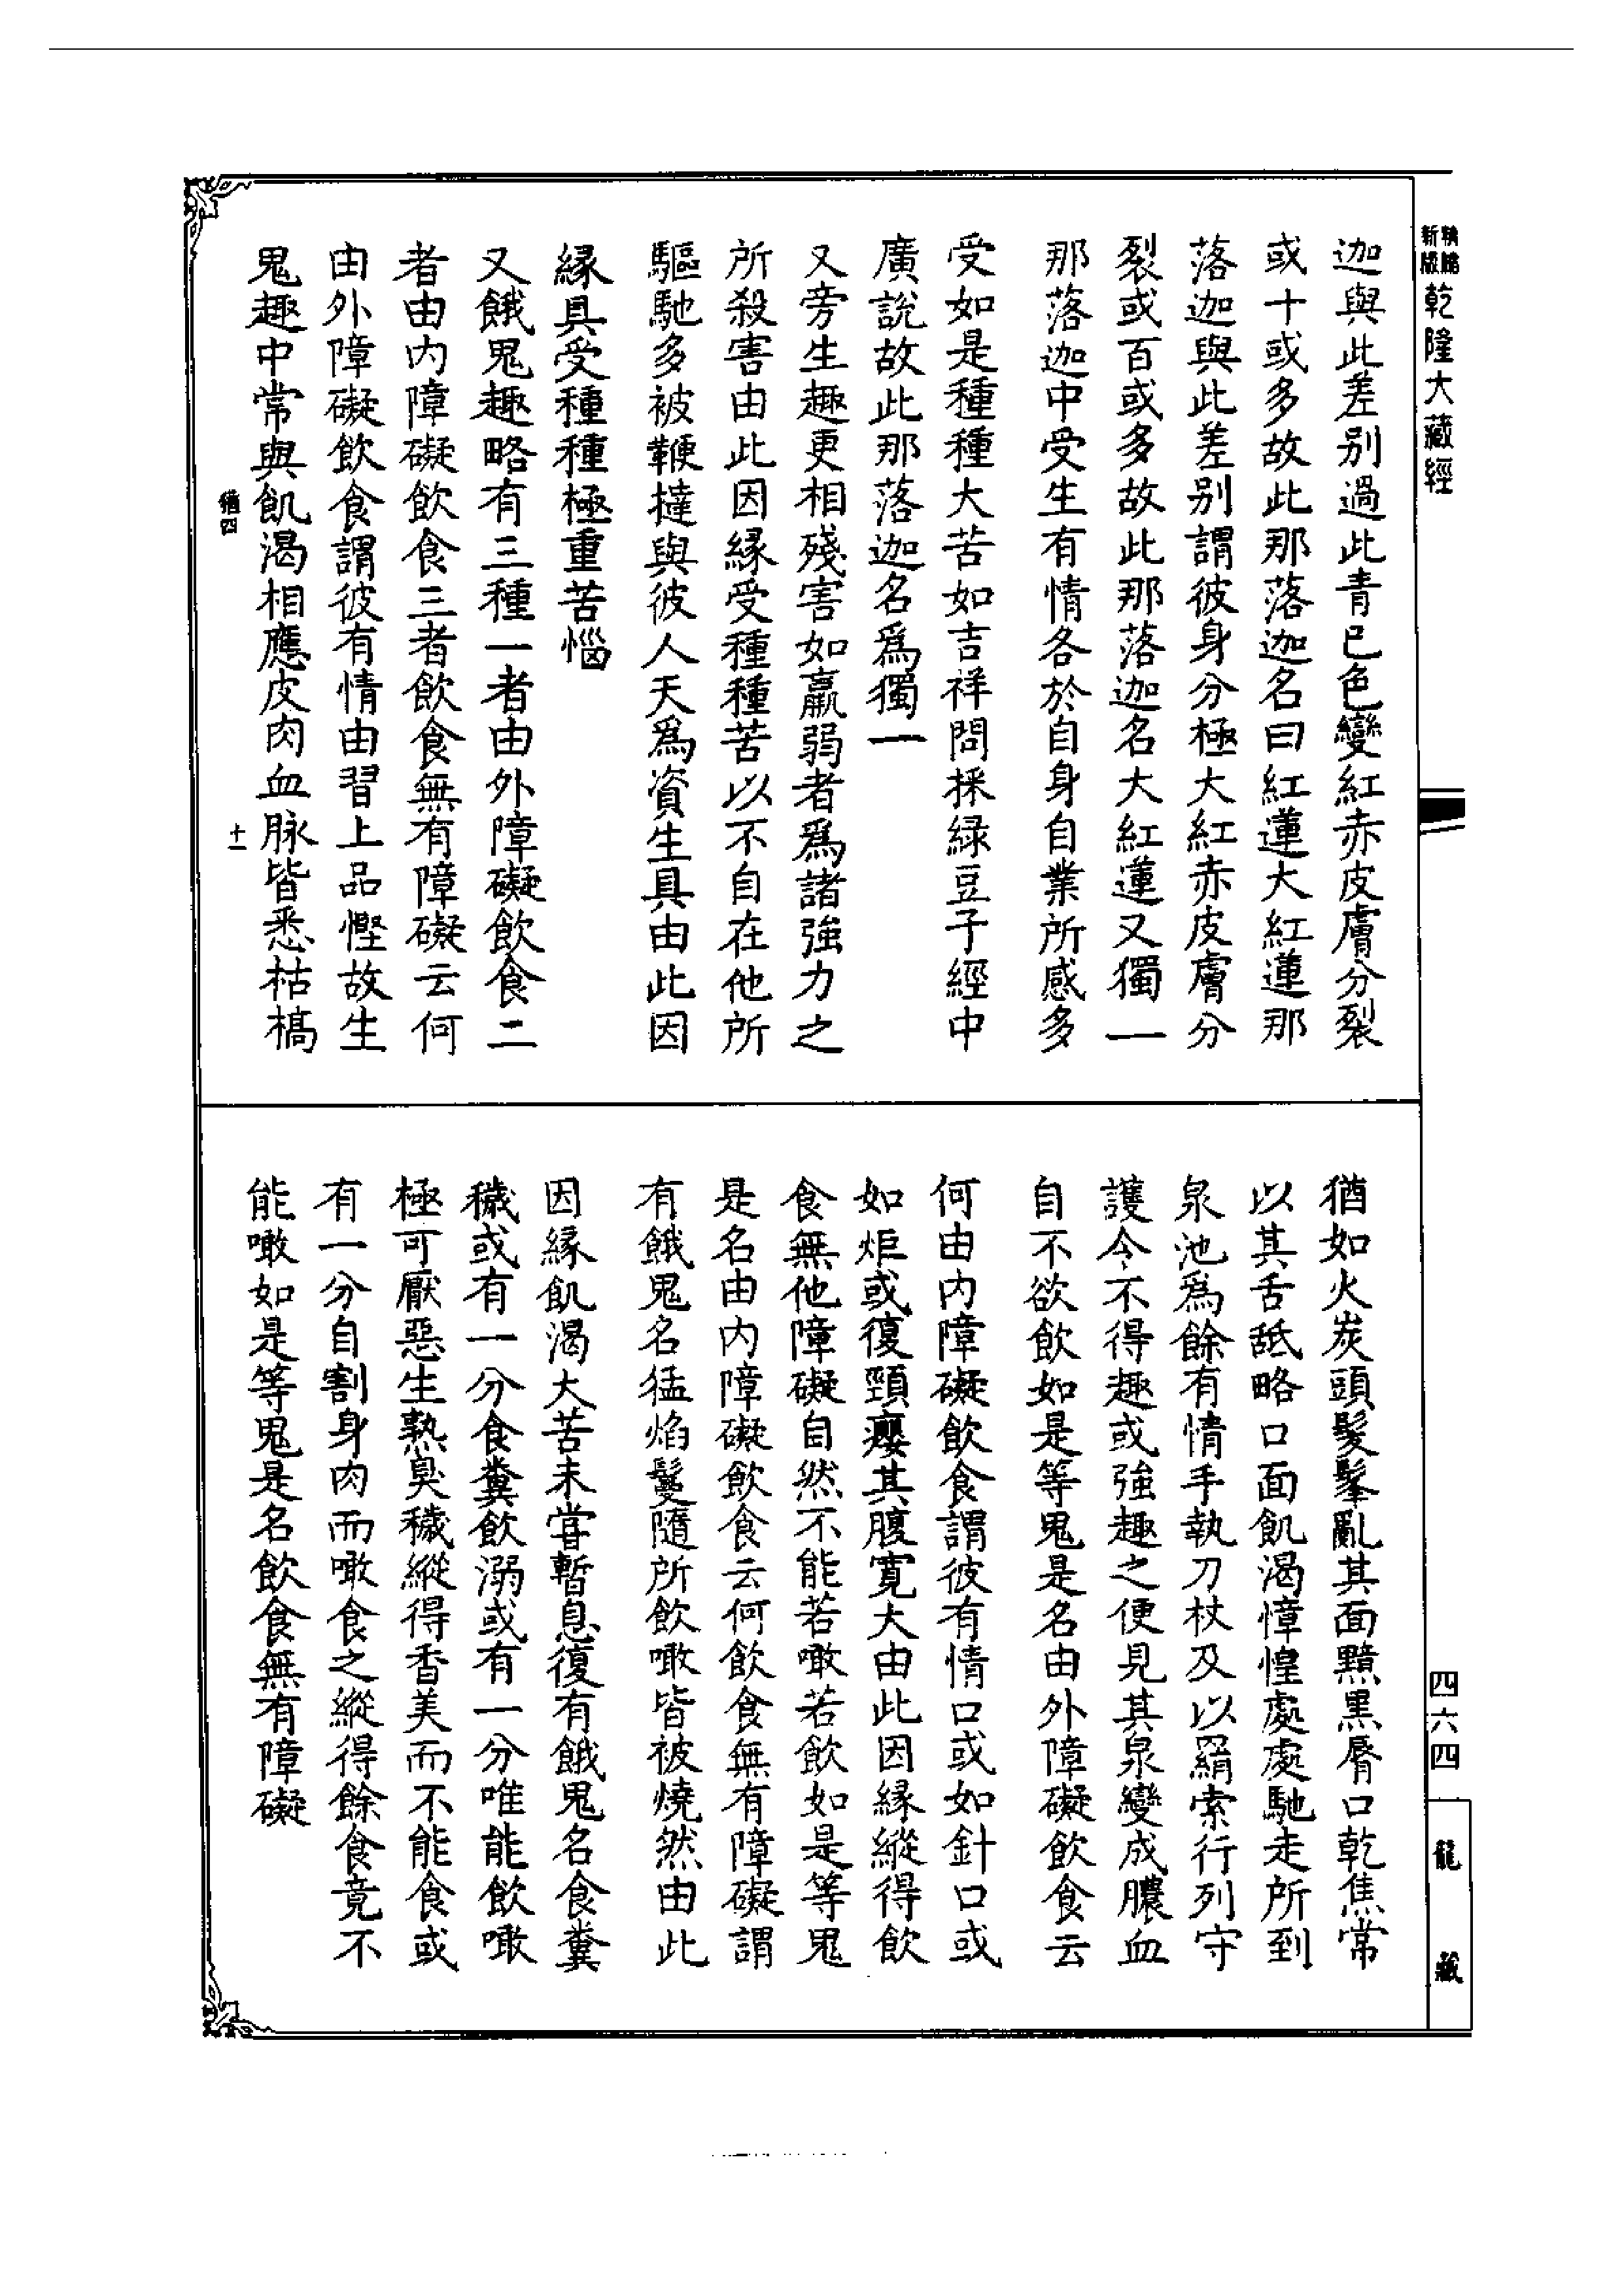 新版
精縮
乾隆大藏經
迦與此差别過此青已色變紅赤皮膚分裂
或十或多故此那落迦名曰紅蓮大紅蓮那
落迦與此差别謂彼身分極大紅赤皮膚分
裂或百或多故此那落迦名大紅蓮又獨一
那落迦中受生有情各於自身自業所感多
受如是種種大苦如吉祥問採緑豆子經中
廣説故此那落迦名爲獨一
又旁生趣更相殘害如羸弱者爲諸強力之
所殺害由此因緣受種種苦以不自在他所
驅馳多被鞭撻與彼人天爲資生具由此因
緣具受種種極重苦惱
又餓鬼趣略有三種一者由外障礙飲食二
者由内障礙飲食三者飲食無有障礙云何
由外障礙飲食謂彼有情由習上品慳故生
鬼趣中常與飢渴相應皮肉血脉皆悉枯槁
猶四
十一
猶如火炭頭髮髼亂其面黯黑脣口乾焦常
以其舌舐略口面飢渴慞惶處處馳走所到
泉池爲餘有情手執刀杖及以羂索行列守
護令不得趣或強趣之便見其泉變成膿血
自不欲飲如是等鬼是名由外障礙飲食云
何由内障礙飲食謂彼有情口或如針口或
如炬或復頸癭其腹寬大由此因緣縱得飲
食無他障礙自然不能若噉若飲如是等鬼
是名由内障礙飲食云何飲食無有障礙謂
有餓鬼名猛焰鬘隨所飲噉皆被燒然由此
因緣飢渴大苦未甞暫息復有餓鬼名食糞
穢或有一分食糞飲溺或有一分唯能飲噉
極可厭惡生熟臭穢縱得香美而不能食或
有一分自割身肉而噉食之縱得餘食竟不
能噉如是等鬼是名飲食無有障礙
四六四
龍藏